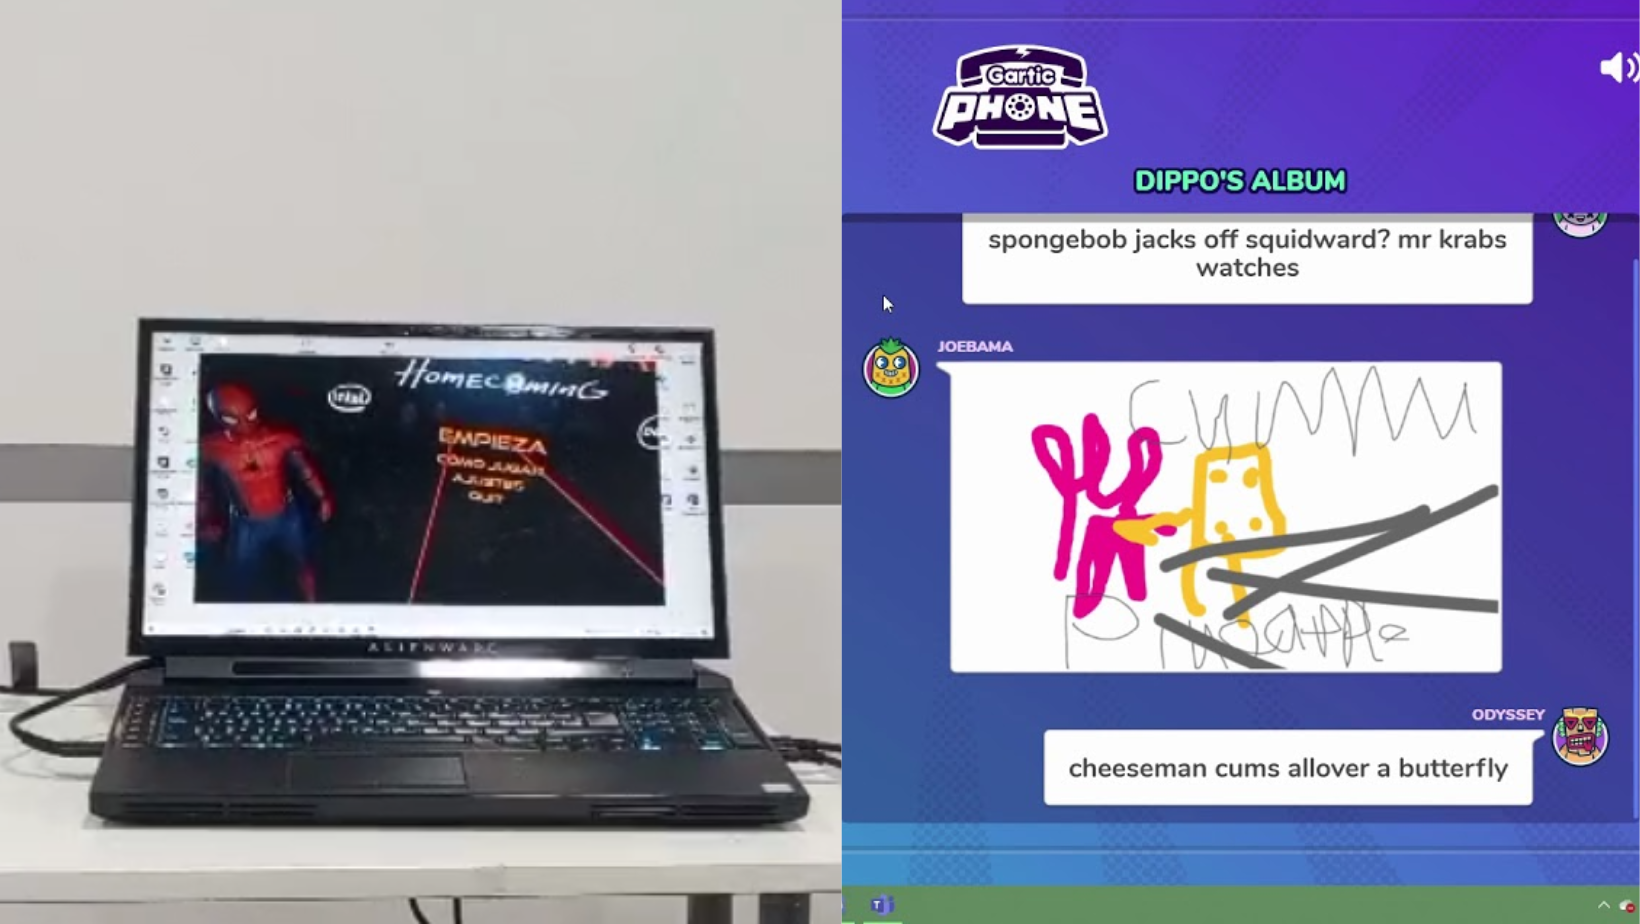 HOMECOMING
intel
EMPIEZA
COMO JUGAR
AJUSTES
QUIT
ALIENWARE
Gartic
PHONE
DIPPO'S ALBUM
spongebob jacks off squidward? mr krabs
watches
JOEBAMA
ODYSSEY
cheeseman cums allover a butterfly